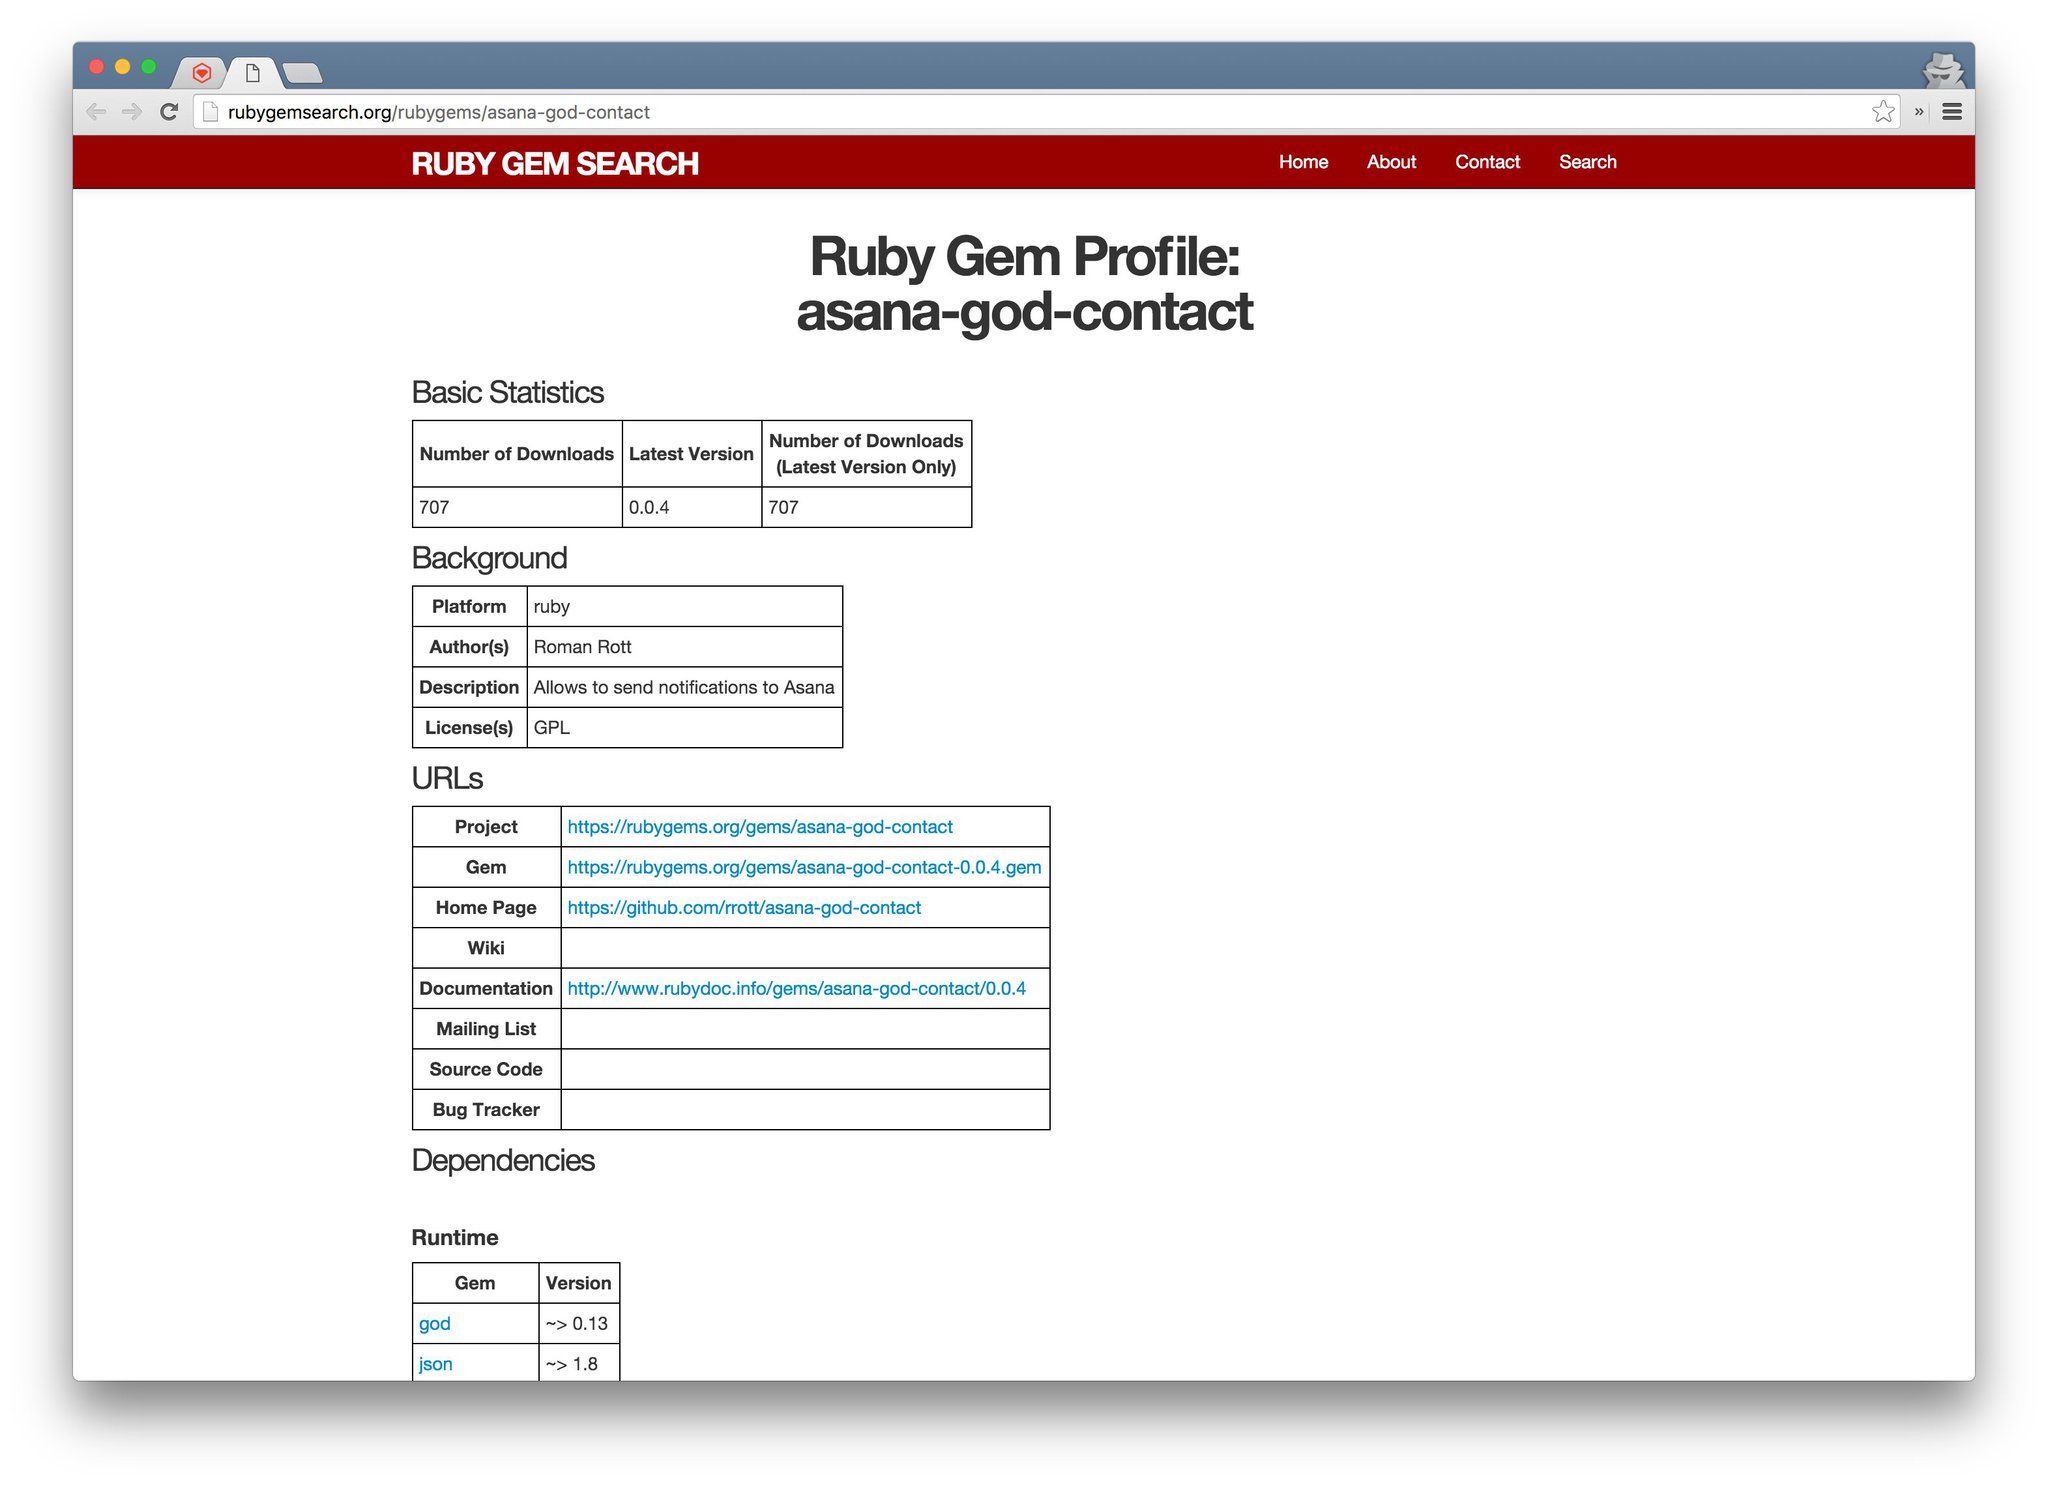 rubygemsearch.org/rubygems/asana-god-contact
»
RUBY GEM SEARCH Home About Contact Search
Ruby Gem Profile:
asana-god-contact
Basic Statistics
Number of Downloads Latest Version Number of Downloads (Latest Version Only)
707 0.0.4 707
Background
Platform ruby
Author(s) Roman Rott
Description Allows to send notifications to Asana
License(s) GPL
URLs
Project https://rubygems.org/gems/asana-god-contact
Gem https://rubygems.org/gems/asana-god-contact-0.0.4.gem
Home Page https://github.com/rrott/asana-god-contact
Wiki
Documentation http://www.rubydoc.info/gems/asana-god-contact/0.0.4
Mailing List
Source Code
Bug Tracker
Dependencies
Runtime
Gem Version
god ~> 0.13
json ~> 1.8